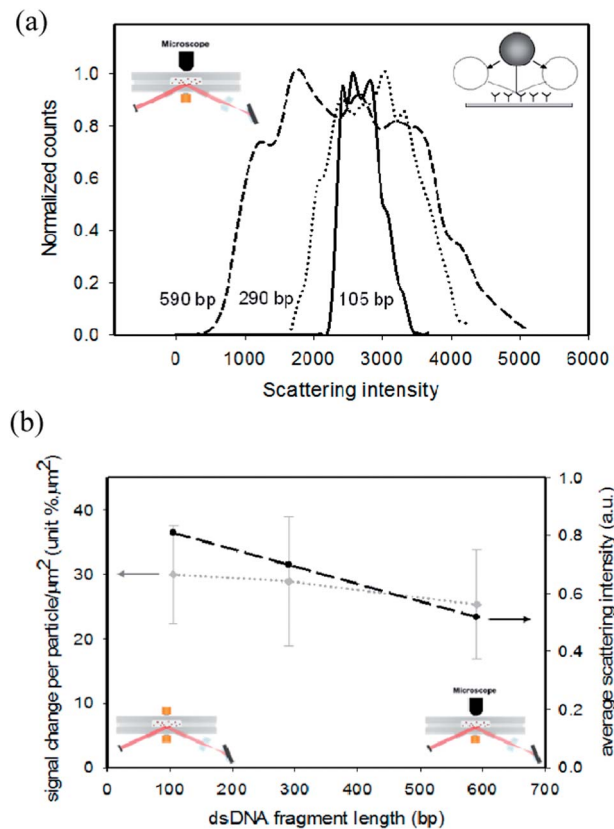 (a)
Microscope
1.0
0.8
0.6
0.4
0.2
0.0
Normalized counts
590 bp
290 bp
105 bp
0
1000
2000
3000
4000
5000
6000
Scattering intensity
(b)
signal change per particle/µm² (unit %.µm²)
40
30
20
10
0
1.0
0.8
0.6
0.4
0.2
0.0
average scattering intensity (a.u.)
Microscope
0
100
200
300
400
500
600
700
dsDNA fragment length (bp)